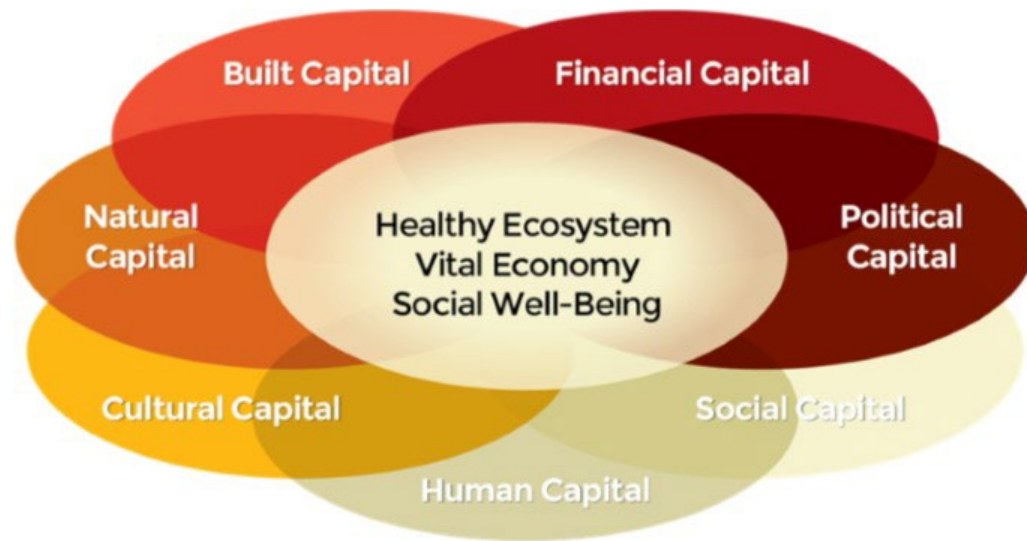 Built Capital
Financial Capital
Natural
Capital
Healthy Ecosystem
Vital Economy
Social Well-Being
Political
Capital
Cultural Capital
Social Capital
Human Capital